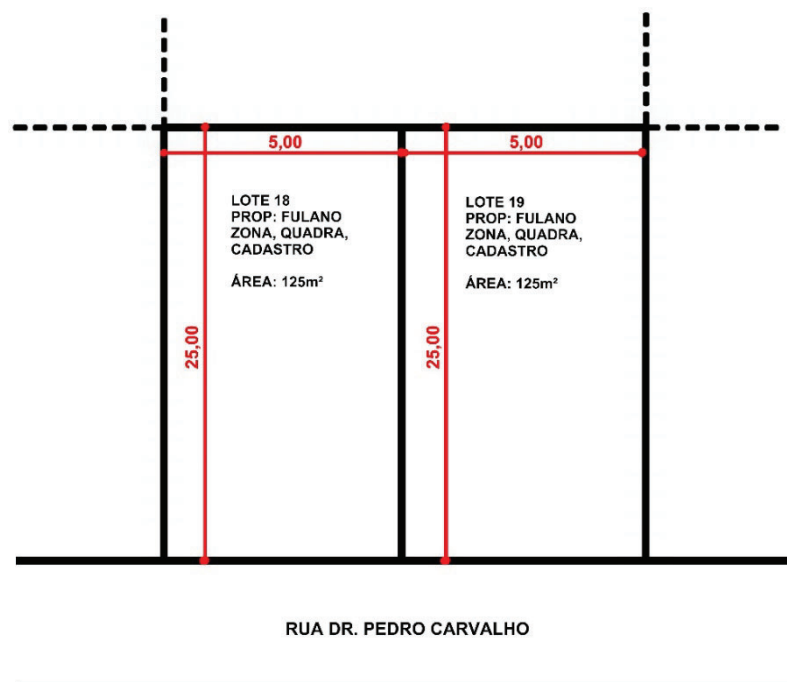 5,00
5,00
LOTE 18
PROP: FULANO
ZONA, QUADRA,
CADASTRO
ÁREA: 125m²
LOTE 19
PROP: FULANO
ZONA, QUADRA,
CADASTRO
ÁREA: 125m²
25,00
25,00
RUA DR. PEDRO CARVALHO